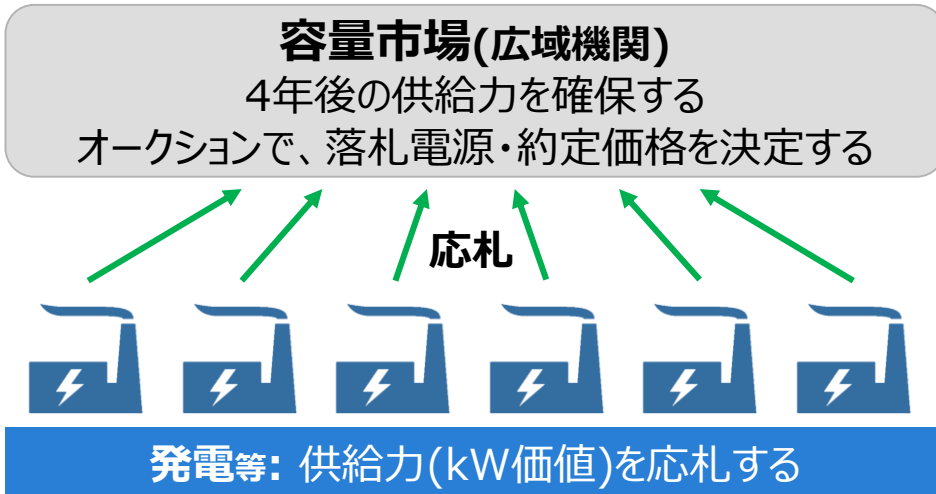 容量市場(広域機関)
4年後の供給力を確保する
オークションで、落札電源・約定価格を決定する
応札
発電等: 供給力(kW価値)を応札する